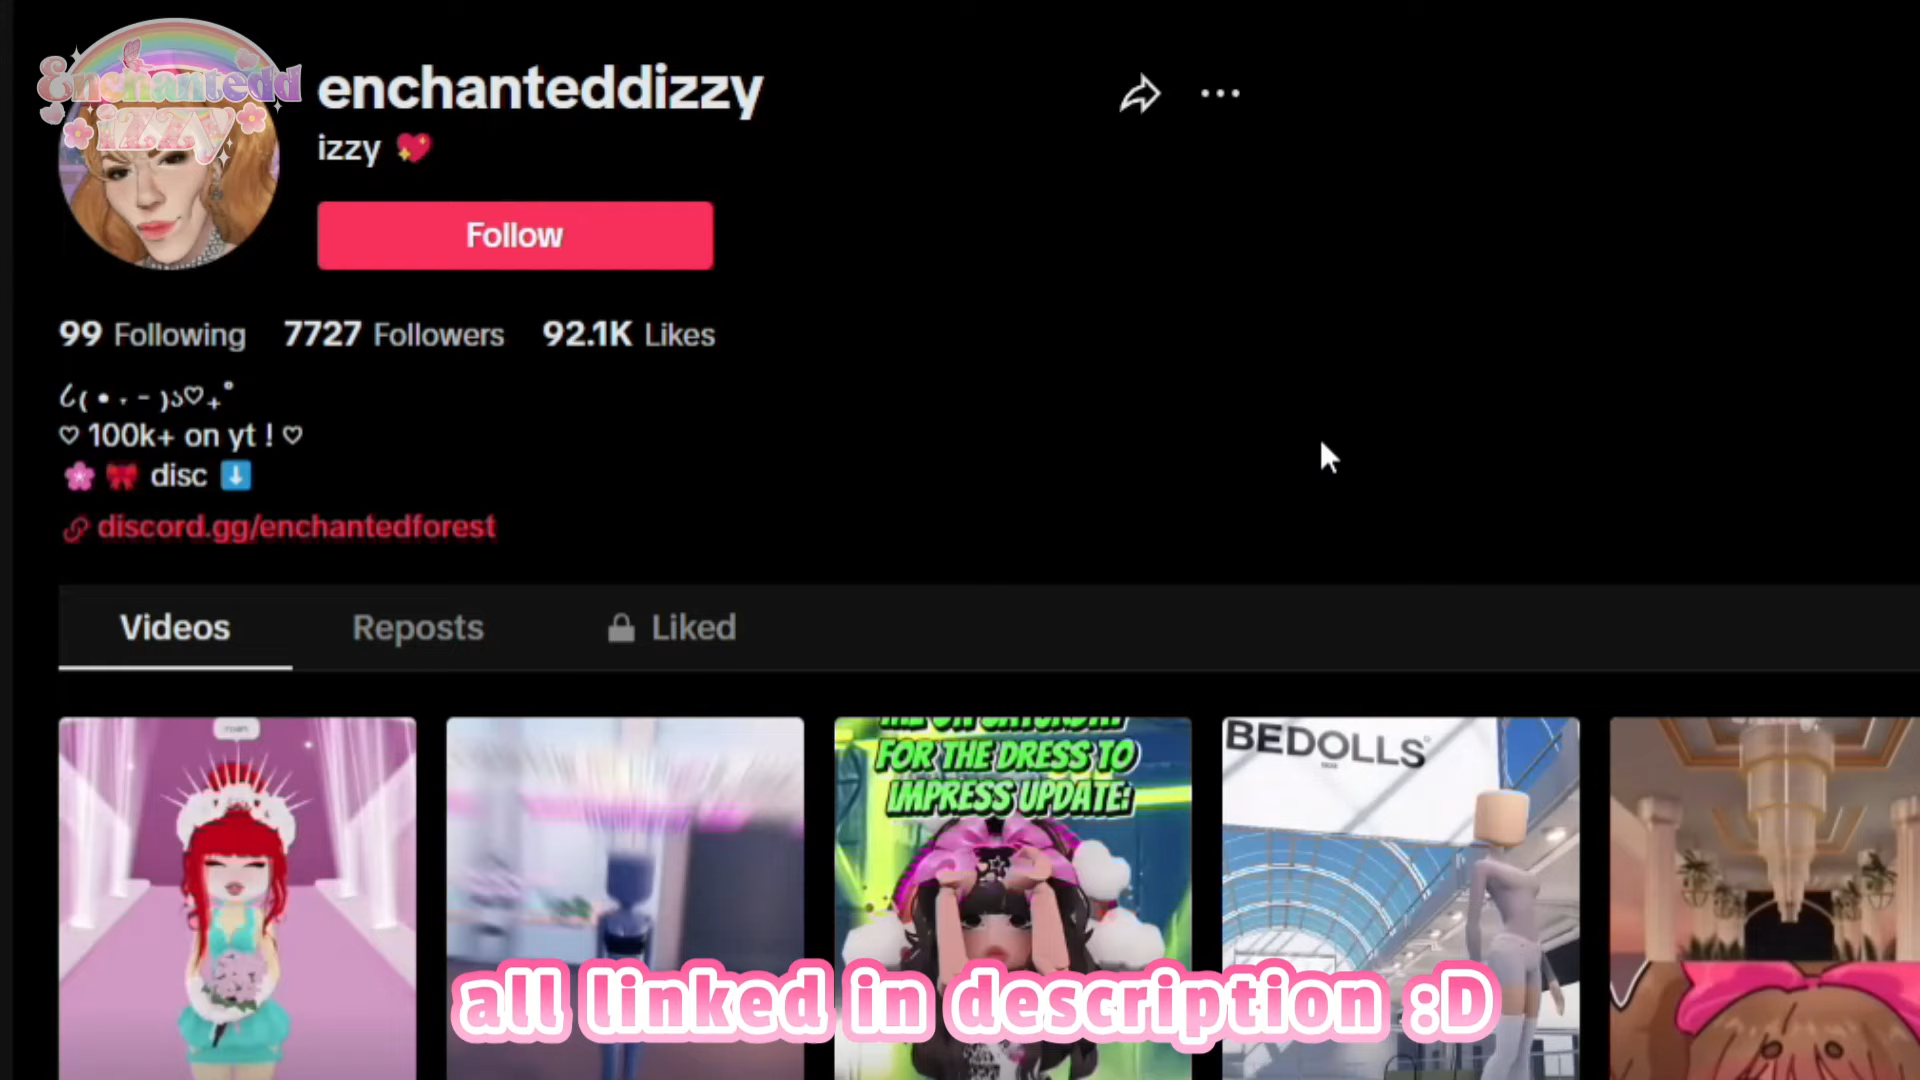 Enchantedd
izzy
enchanteddizzy
izzy 💖
Follow
99 Following 7727 Followers 92.1K Likes
૮( • ˕ - )ა♡₊˚
♡ 100k+ on yt ! ♡
🌸 🎀 disc ⬇️
discord.gg/enchantedforest
Videos Reposts Liked
FOR THE DRESS TO
IMPRESS UPDATE:
BEDOLLS
all linked in description :D